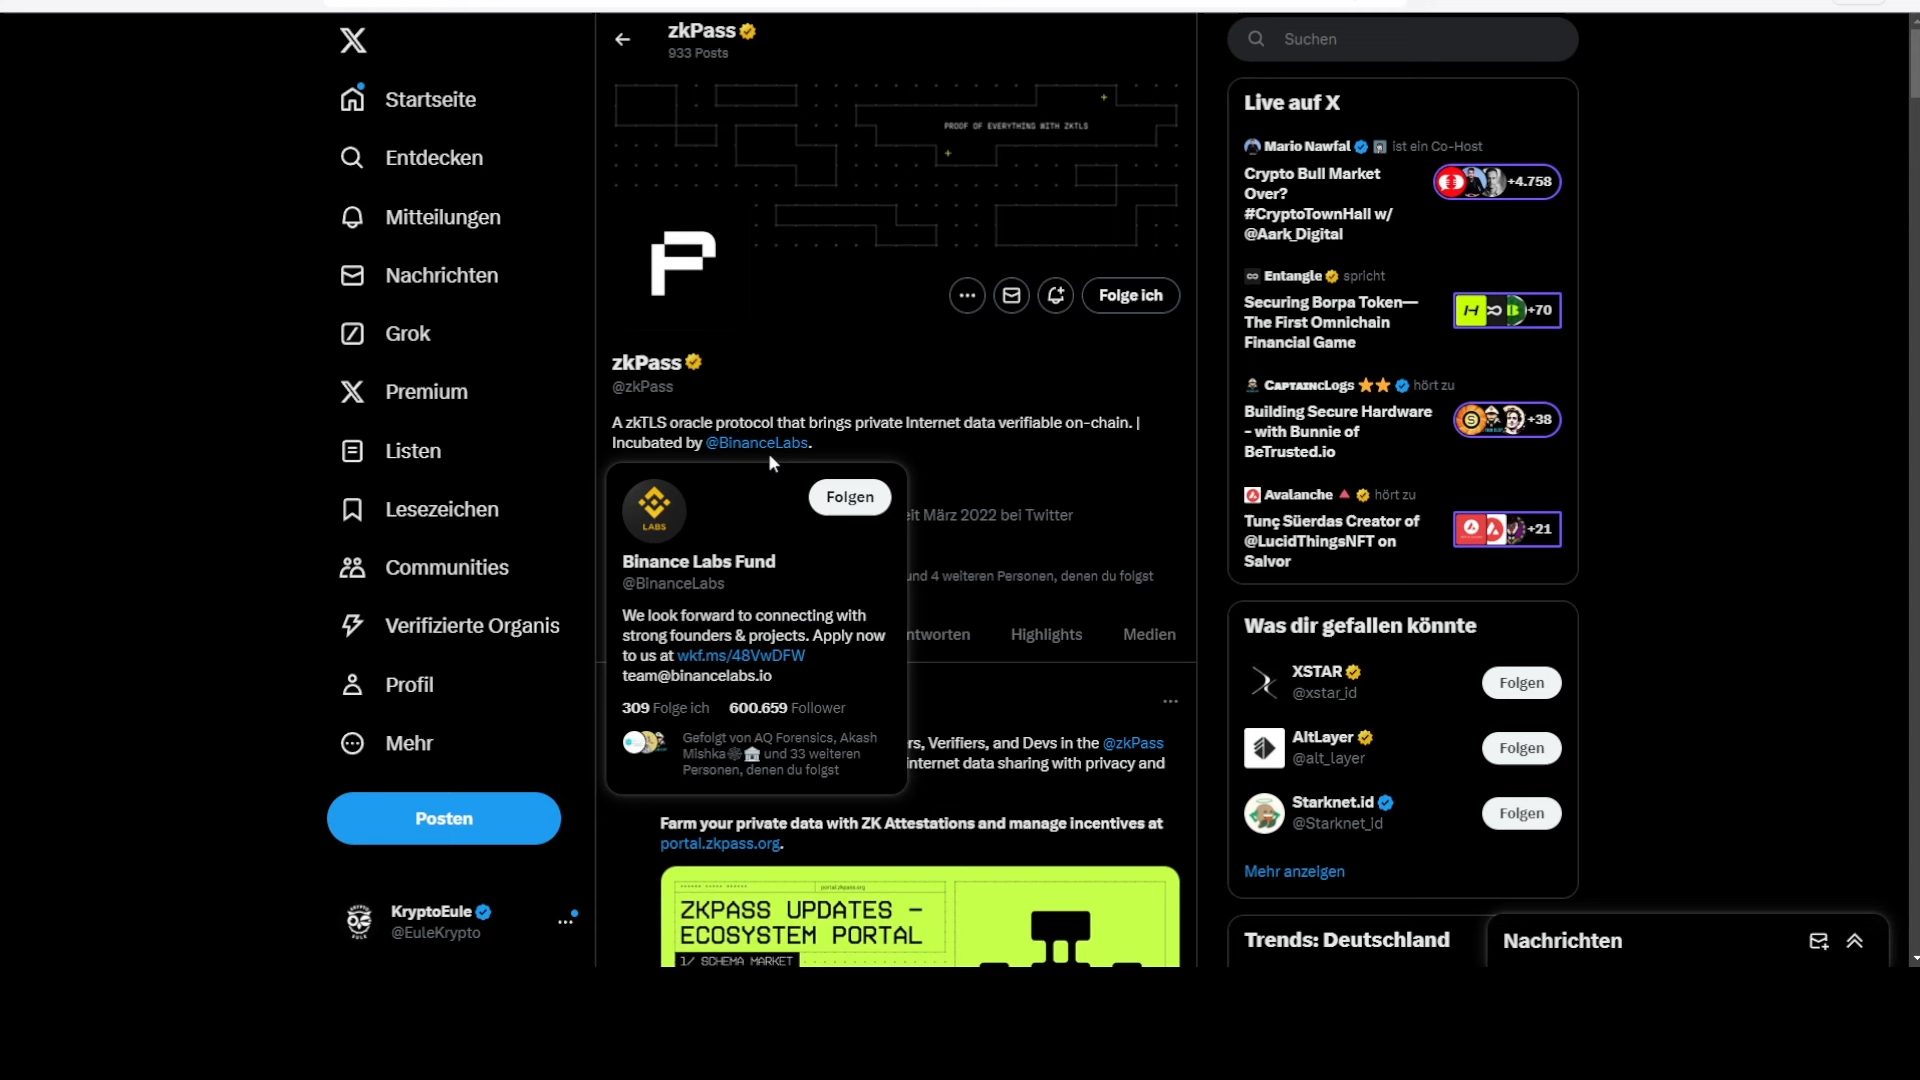 Startseite
Entdecken
Mitteilungen
Nachrichten
Grok
Premium
Listen
Lesezeichen
Communities
Verifizierte Organis
Profil
Mehr
Posten
KryptoEule
@EuleKrypto
zkPass
933 Posts
PROOF OF EVERYTHING WITH ZKTLS
Folge ich
zkPass
@zkPass
A zkTLS oracle protocol that brings private Internet data verifiable on-chain. |
Incubated by @BinanceLabs.
eit März 2022 bei Twitter
und 4 weiteren Personen, denen du folgst
ntworten Highlights Medien
LABS
Folgen
Binance Labs Fund
@BinanceLabs
We look forward to connecting with
strong founders & projects. Apply now
to us at wkf.ms/48VwDFW
team@binancelabs.io
309 Folge ich 600.659 Follower
Gefolgt von AQ Forensics, Akash
Mishka⚛🏛 und 33 weiteren
Personen, denen du folgst
rs, Verifiers, and Devs in the @zkPass
internet data sharing with privacy and
Farm your private data with ZK Attestations and manage incentives at
portal.zkpass.org.
portal.zkpass.org
ZKPASS UPDATES –
ECOSYSTEM PORTAL
1/ SCHEMA MARKET
Suchen
Live auf X
Mario Nawfal ist ein Co-Host
Crypto Bull Market
Over?
#CryptoTownHall w/
@Aark_Digital
+4.758
Entangle spricht
Securing Borpa Token—
The First Omnichain
Financial Game
+70
CᴀᴘᴛᴀɪɴᴄLogs ⭐⭐ hört zu
Building Secure Hardware
- with Bunnie of
BeTrusted.io
+38
Avalanche 🔺 hört zu
Tunç Süerdas Creator of
@LucidThingsNFT on
Salvor
+21
Was dir gefallen könnte
XSTAR
@xstar_id
Folgen
AltLayer
@alt_layer
Folgen
Starknet.id
@Starknet_id
Folgen
Mehr anzeigen
Trends: Deutschland
Nachrichten